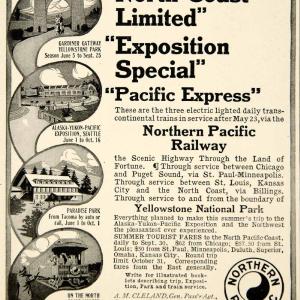 North Coast
Limited"
"Exposition
Special"
"Pacific Express"
These are the three electric lighted daily trans-
continental trains in service after May 23, via the
Northern Pacific
Railway
the Scenic Highway Through the Land of
Fortune. ¶ Through service between Chicago
and Puget Sound, via St. Paul-Minneapolis.
Through service between St. Louis, Kansas
City and the North Coast, via Billings.
Through service to and from the border of
Yellowstone National Park
Everything planned to make this summer's trip to the
Alaska-Yukon-Pacific Exposition and the Northwest
the pleasantest ever experienced.
SUMMER TOURIST FARES to the North Pacific Coast,
daily to Sept. 30, $62 from Chicago; $57.50 from St.
Louis; $50 from St. Paul, Minneapolis, Duluth, Superior,
Omaha, Kansas City. Round trip
limit October 31. Corresponding
fares from the East generally.
Write for illustrated book-
lets describing trip, Exposi-
tion, Park and train service.
A. M. CLELAND, Gen. Pass'r Agt.,
GARDINER GATEWAY
YELLOWSTONE PARK
Season June 5 to Sept. 25
ALASKA-YUKON-PACIFIC
EXPOSITION, SEATTLE
June 1 to Oct. 16
PARADISE PARK
From Tacoma by auto or
rail, June 1 to Oct. 1
ON THE NORTH
NORTHERN